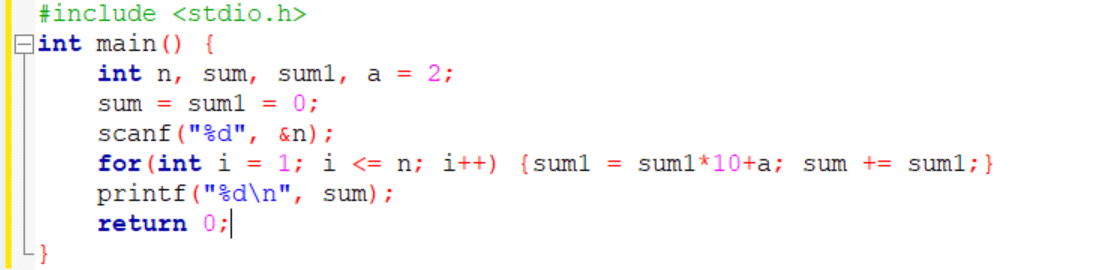 #include <stdio.h>
int main() {
    int n, sum, sum1, a = 2;
    sum = sum1 = 0;
    scanf("%d", &n);
    for(int i = 1; i <= n; i++) {sum1 = sum1*10+a; sum += sum1;}
    printf("%d\n", sum);
    return 0;
}